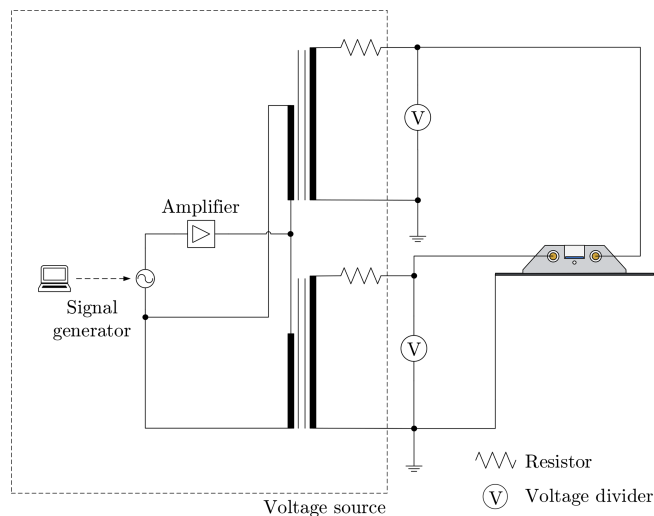 V
Amplifier
Signal
generator
V
Resistor
V Voltage divider
Voltage source